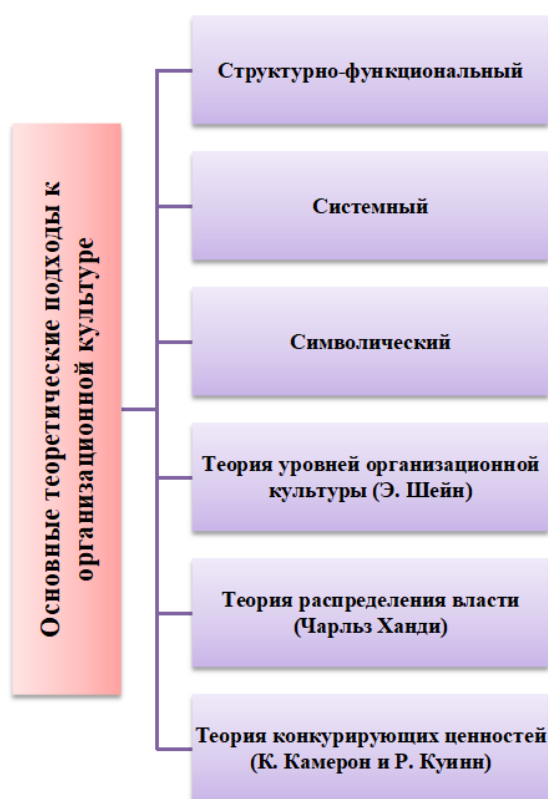 Основные теоретические подходы к
организационной культуре
Структурно-функциональный
Системный
Символический
Теория уровней организационной
культуры (Э. Шейн)
Теория распределения власти
(Чарльз Ханди)
Теория конкурирующих ценностей
(К. Камерон и Р. Куинн)